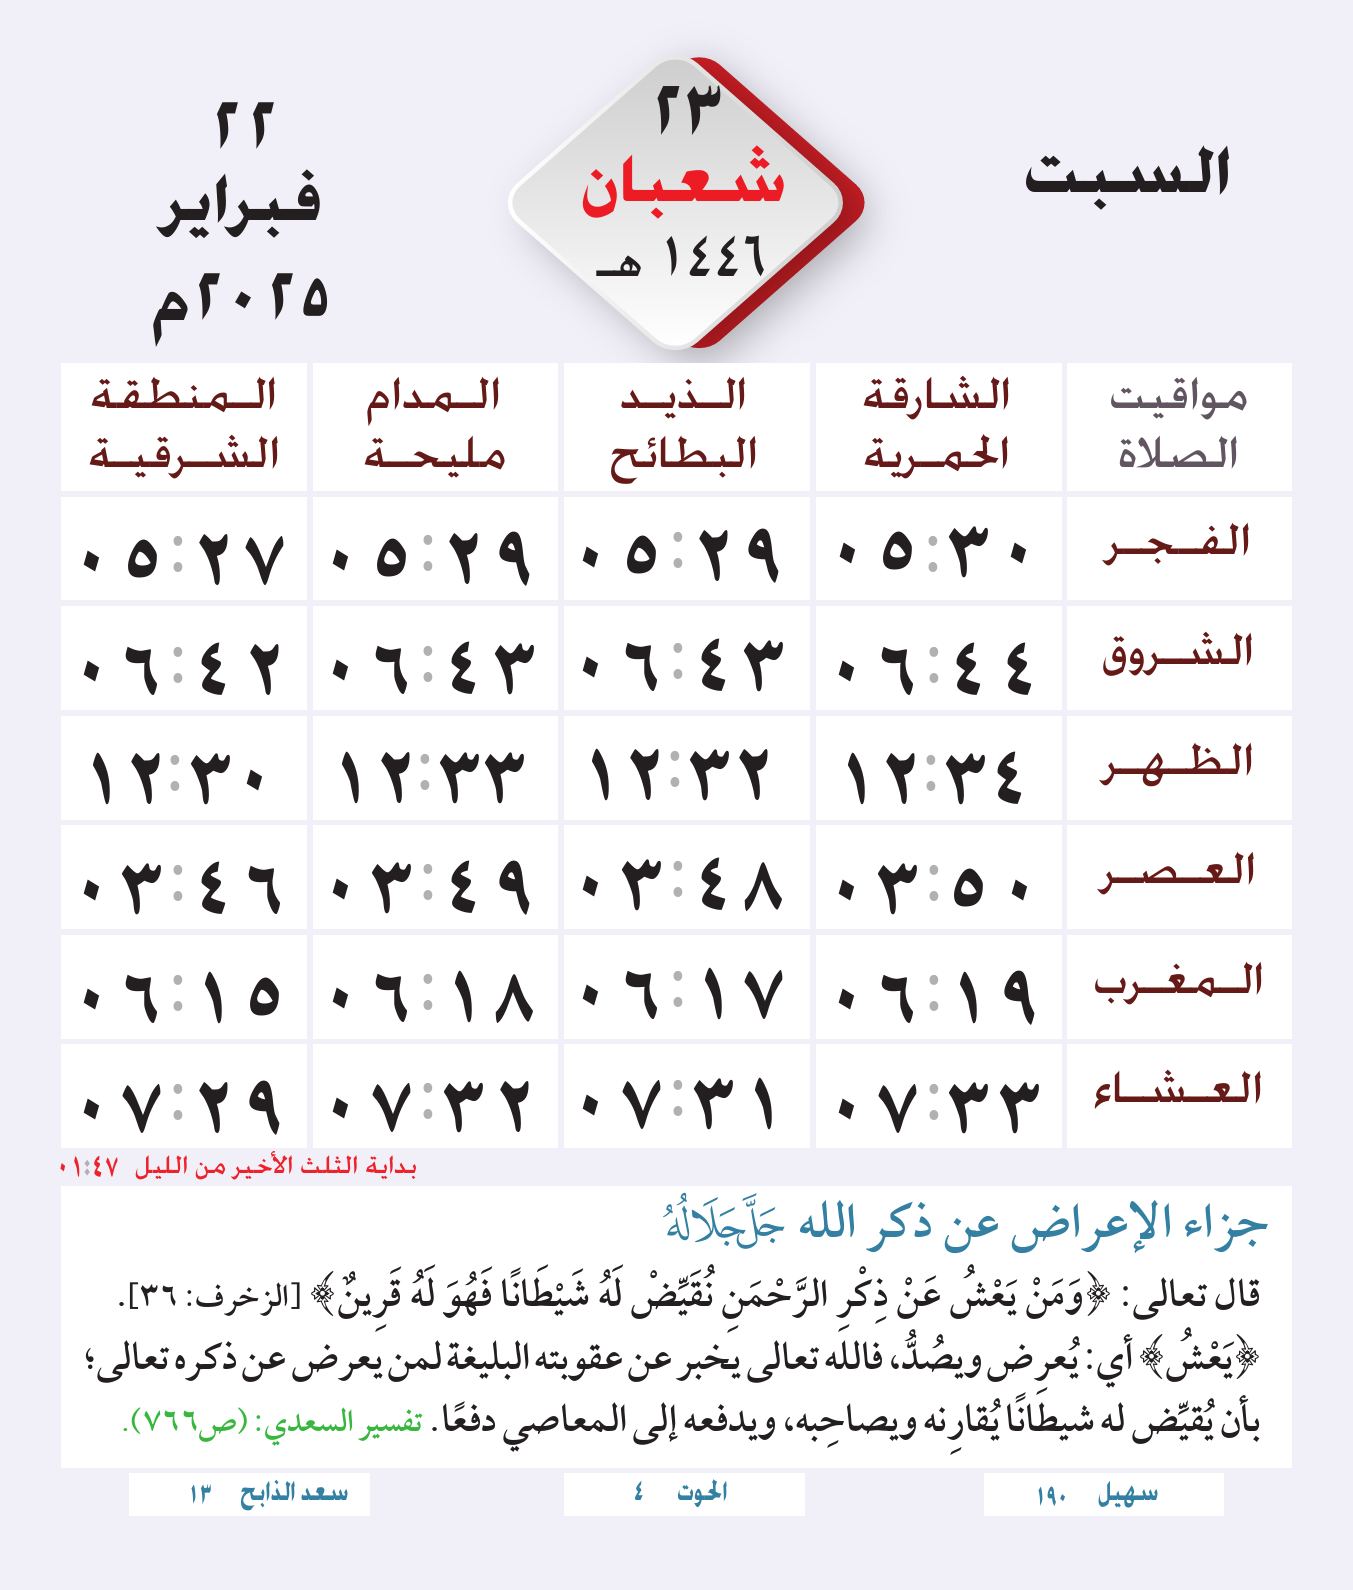 السبت
٢٣
شعبان
١٤٤٦ هـ
٢٢
فبراير
٢٠٢٥م
مواقيت الصلاة
الشارقة الحمرية
الذيد البطائح
المدام مليحة
المنطقة الشرقية
الفجر ٠٥:٣٠ ٠٥:٢٩ ٠٥:٢٩ ٠٥:٢٧
الشروق ٠٦:٤٤ ٠٦:٤٣ ٠٦:٤٣ ٠٦:٤٢
الظهر ١٢:٣٤ ١٢:٣٢ ١٢:٣٣ ١٢:٣٠
العصر ٠٣:٥٠ ٠٣:٤٨ ٠٣:٤٩ ٠٣:٤٦
المغرب ٠٦:١٩ ٠٦:١٧ ٠٦:١٨ ٠٦:١٥
العشاء ٠٧:٣٣ ٠٧:٣١ ٠٧:٣٢ ٠٧:٢٩
بداية الثلث الأخير من الليل ٠١:٤٧
جزاء الإعراض عن ذكر الله جَلَّ جَلَالُهُ
قال تعالى: ﴿وَمَنْ يَعْشُ عَنْ ذِكْرِ الرَّحْمَنِ نُقَيِّضْ لَهُ شَيْطَانًا فَهُوَ لَهُ قَرِينٌ﴾ [الزخرف: ٣٦].
﴿يَعْشُ﴾ أي: يُعرِض ويصُدُّ، فالله تعالى يخبر عن عقوبته البليغة لمن يعرض عن ذكره تعالى؛
بأن يُقيِّض له شيطانًا يُقارِنه ويصاحِبه، ويدفعه إلى المعاصي دفعًا. تفسير السعدي: (ص٧٦٦).
سهيل ١٩٠
الحوت ٤
سعد الذابح ١٣